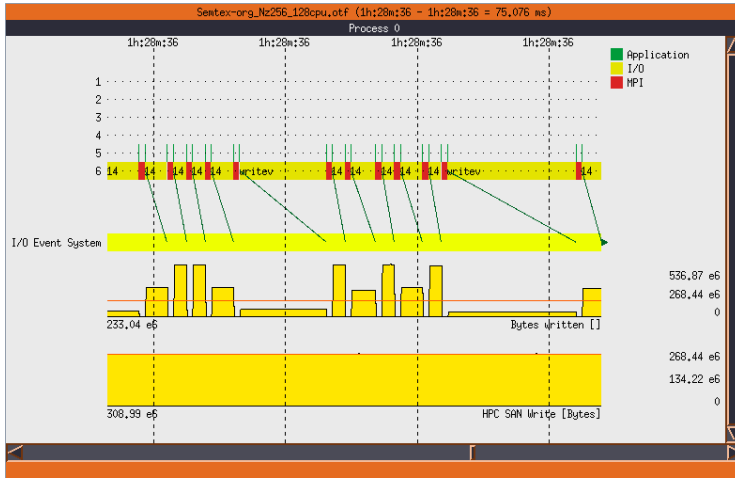 Semtex-org_Nz256_128cpu.otf (1h:28m:36 - 1h:28m:36 = 75.076 ms)
Process 0
1h:28m:36 1h:28m:36 1h:28m:36 1h:28m:36
Application
I/O
MPI
1
2
3
4
5
6 14 14 14 14 14 writev 14 14 14 14 14 writev 14
I/O Event System
536.87 e6
268.44 e6
0
233.04 e6 Bytes written []
268.44 e6
134.22 e6
0
308.99 e6 HPC SAN Write [Bytes]